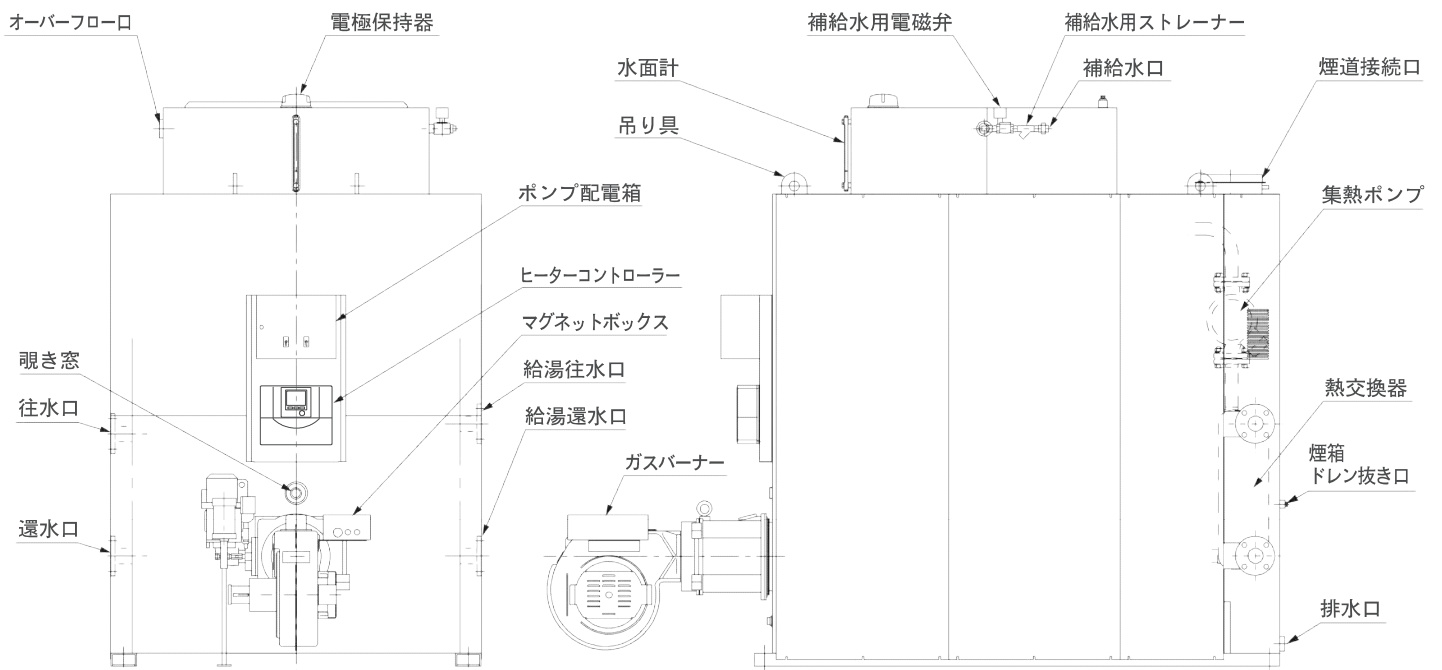 オーバーフロー口
電極保持器
ポンプ配電箱
ヒーターコントローラー
マグネットボックス
覗き窓
給湯往水口
往水口
給湯還水口
還水口
補給水用電磁弁
補給水用ストレーナー
水面計
補給水口
煙道接続口
吊り具
集熱ポンプ
熱交換器
ガスバーナー
煙箱
ドレン抜き口
排水口